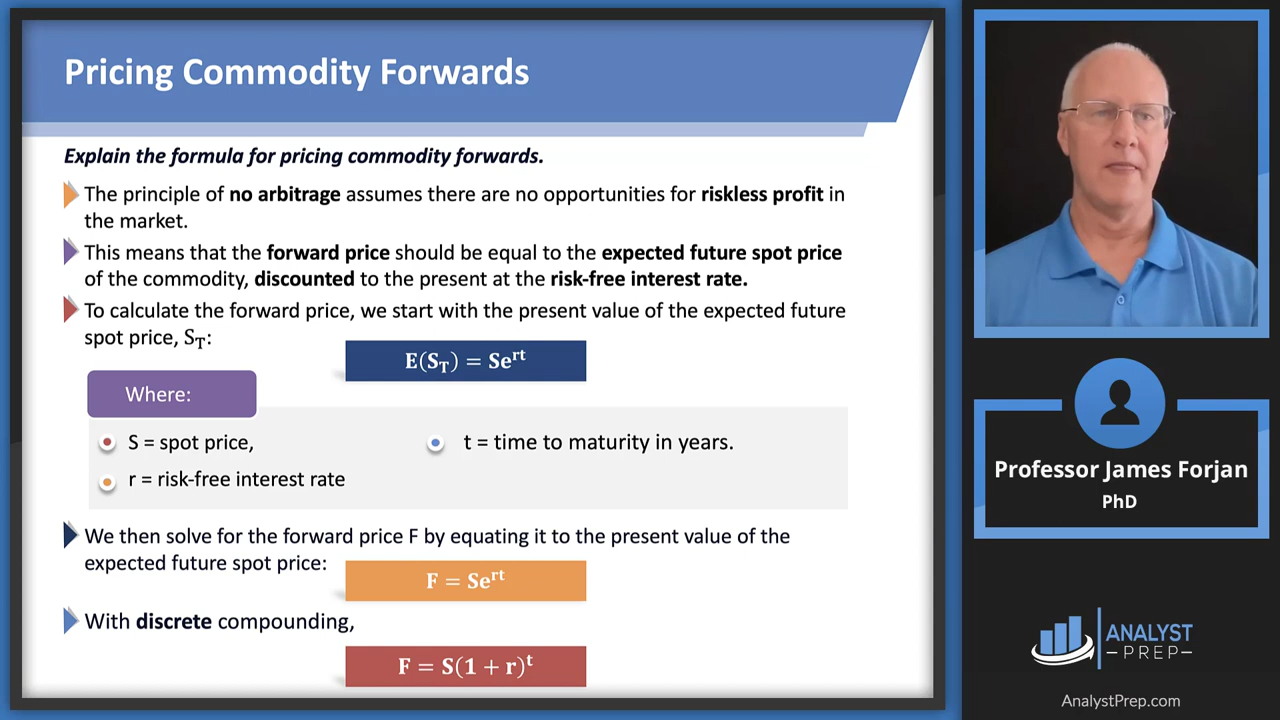 Pricing Commodity Forwards
Explain the formula for pricing commodity forwards.
The principle of no arbitrage assumes there are no opportunities for riskless profit in
the market.
This means that the forward price should be equal to the expected future spot price
of the commodity, discounted to the present at the risk-free interest rate.
To calculate the forward price, we start with the present value of the expected future
spot price, S_T:
E(S_T) = Se^rt
Where:
S = spot price,
t = time to maturity in years.
r = risk-free interest rate
We then solve for the forward price F by equating it to the present value of the
expected future spot price:
F = Se^rt
With discrete compounding,
F = S(1 + r)^t
Professor James Forjan
PhD
ANALYST
–PREP–
AnalystPrep.com